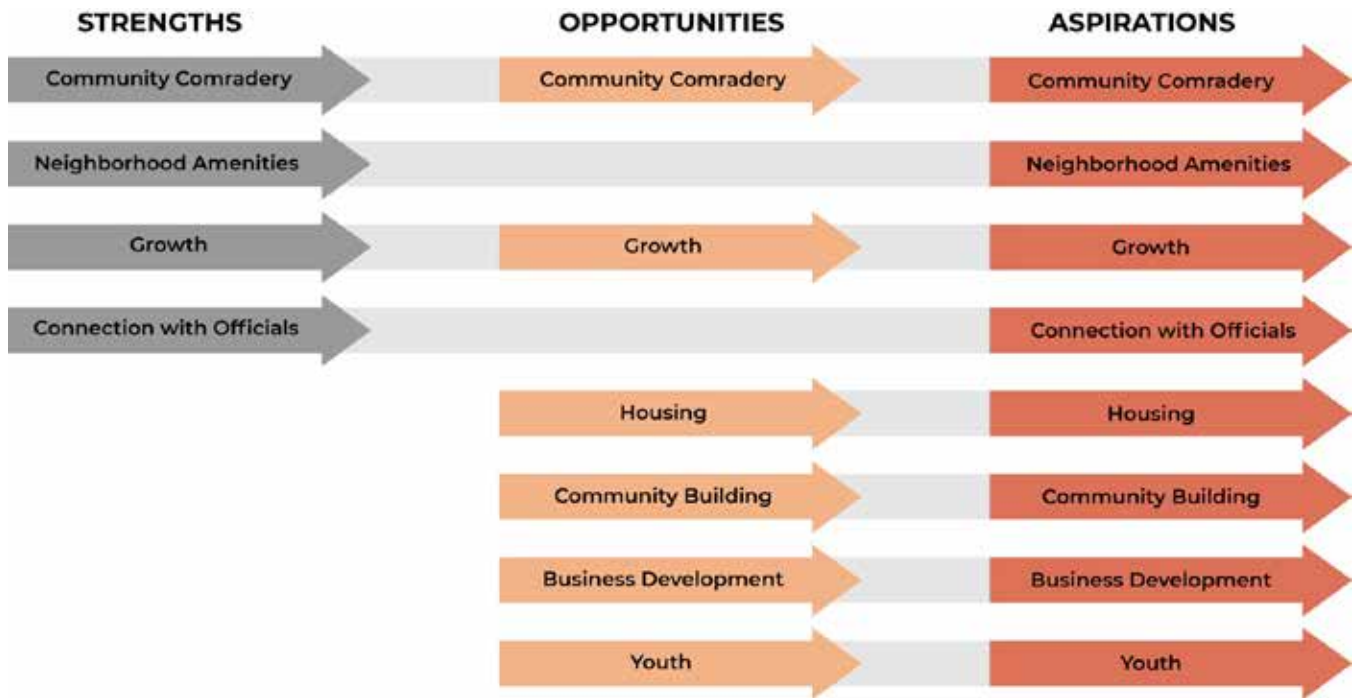 STRENGTHS OPPORTUNITIES ASPIRATIONS
Community Comradery Community Comradery Community Comradery
Neighborhood Amenities Neighborhood Amenities
Growth Growth Growth
Connection with Officials Connection with Officials
Housing Housing
Community Building Community Building
Business Development Business Development
Youth Youth